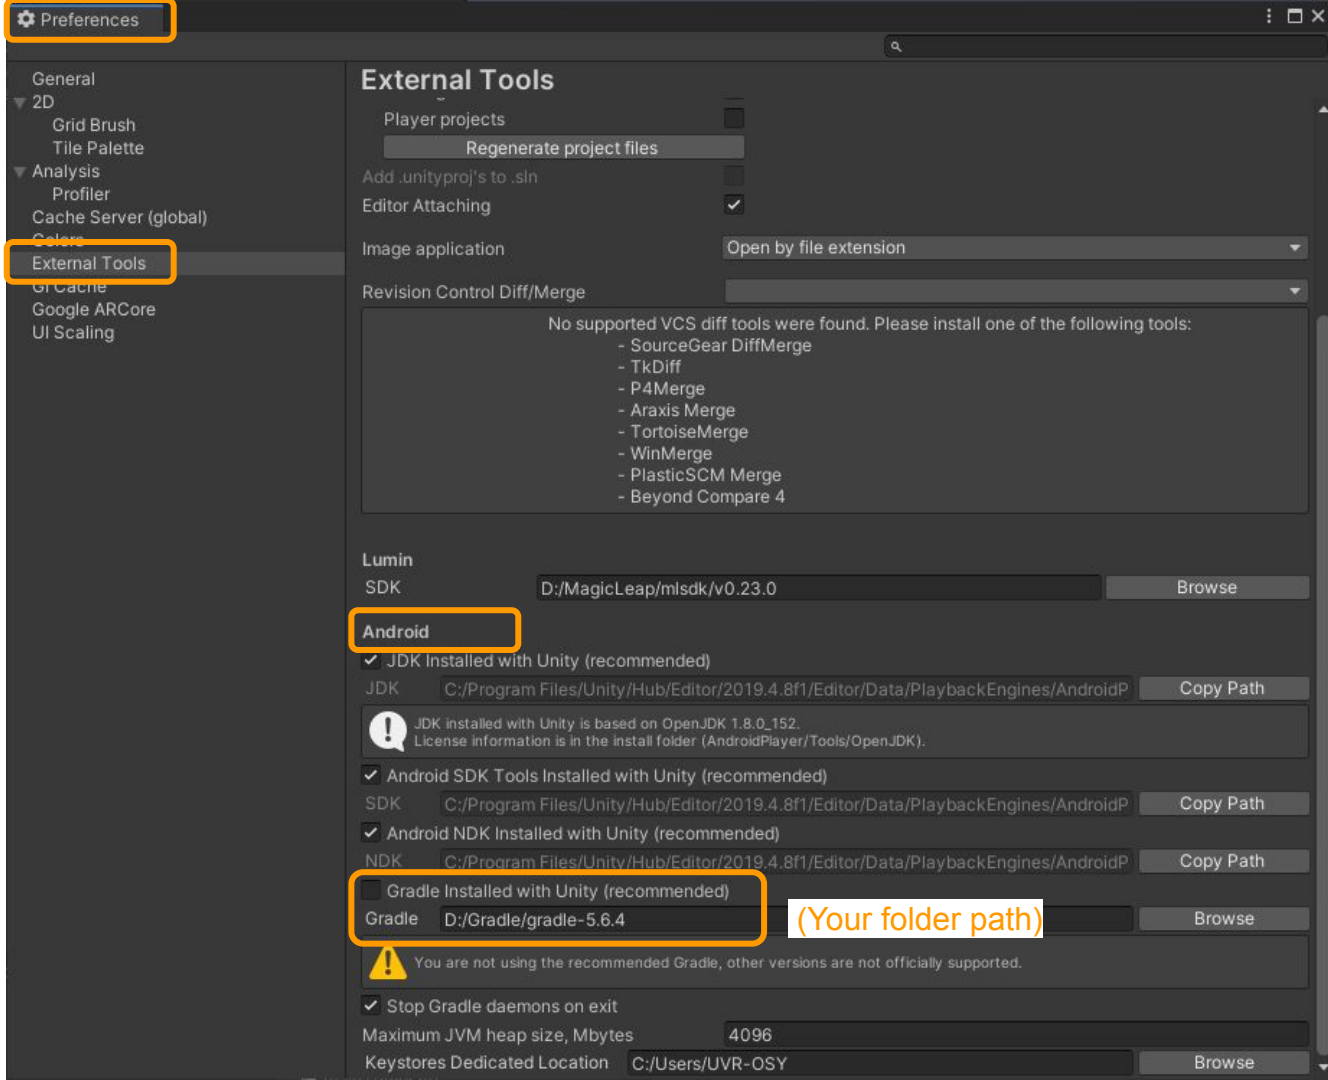 Preferences
General
External Tools
2D
Grid Brush
Player projects
Tile Palette
Regenerate project files
Analysis
Add .unityproj's to .sln
Profiler
Editor Attaching
Cache Server (global)
Colors
Image application
Open by file extension
External Tools
GI Cache
Revision Control Diff/Merge
Google ARCore
UI Scaling
No supported VCS diff tools were found. Please install one of the following tools:
- SourceGear DiffMerge
- TkDiff
- P4Merge
- Araxis Merge
- TortoiseMerge
- WinMerge
- PlasticSCM Merge
- Beyond Compare 4
Lumin
SDK D:/MagicLeap/mlsdk/v0.23.0 Browse
Android
JDK Installed with Unity (recommended)
JDK C:/Program Files/Unity/Hub/Editor/2019.4.8f1/Editor/Data/PlaybackEngines/AndroidP Copy Path
JDK installed with Unity is based on OpenJDK 1.8.0_152.
License information is in the install folder (AndroidPlayer/Tools/OpenJDK).
Android SDK Tools Installed with Unity (recommended)
SDK C:/Program Files/Unity/Hub/Editor/2019.4.8f1/Editor/Data/PlaybackEngines/AndroidP Copy Path
Android NDK Installed with Unity (recommended)
NDK C:/Program Files/Unity/Hub/Editor/2019.4.8f1/Editor/Data/PlaybackEngines/AndroidP Copy Path
Gradle Installed with Unity (recommended)
Gradle D:/Gradle/gradle-5.6.4 (Your folder path) Browse
You are not using the recommended Gradle, other versions are not officially supported.
Stop Gradle daemons on exit
Maximum JVM heap size, Mbytes 4096
Keystores Dedicated Location C:/Users/UVR-OSY Browse